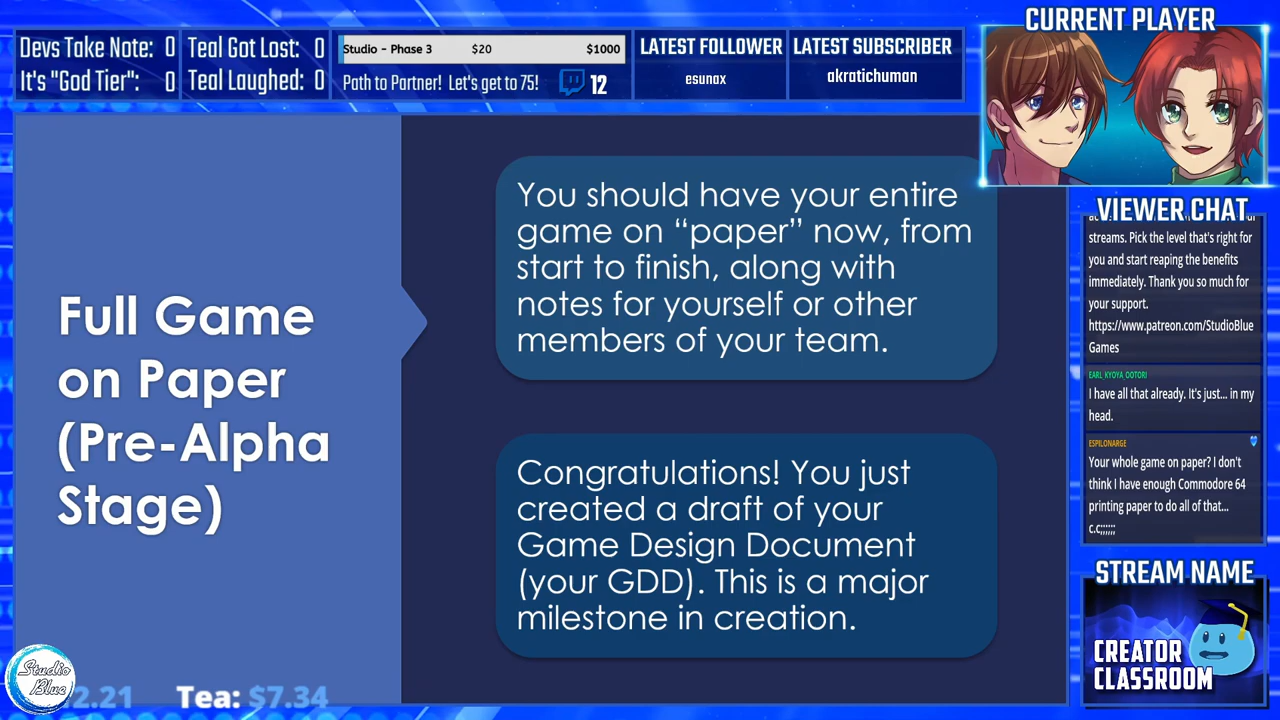 Devs Take Note: 0
It's "God Tier": 0
Teal Got Lost: 0
Teal Laughed: 0
Studio - Phase 3 $20 $1000
Path to Partner! Let's get to 75! 12
LATEST FOLLOWER
esunax
LATEST SUBSCRIBER
akratichuman
CURRENT PLAYER
Full Game
on Paper
(Pre-Alpha
Stage)
You should have your entire
game on “paper” now, from
start to finish, along with
notes for yourself or other
members of your team.
Congratulations! You just
created a draft of your
Game Design Document
(your GDD). This is a major
milestone in creation.
VIEWER CHAT
streams. Pick the level that's right for
you and start reaping the benefits
immediately. Thank you so much for
your support.
https://www.patreon.com/StudioBlue
Games
EARL_KYOYA_OOTORI
I have all that already. It's just... in my
head.
ESPILONARGE
Your whole game on paper? I don't
think I have enough Commodore 64
printing paper to do all of that...
c.c;;;;;;
STREAM NAME
CREATOR
CLASSROOM
Studio
Blue
2.21 Tea: $7.34